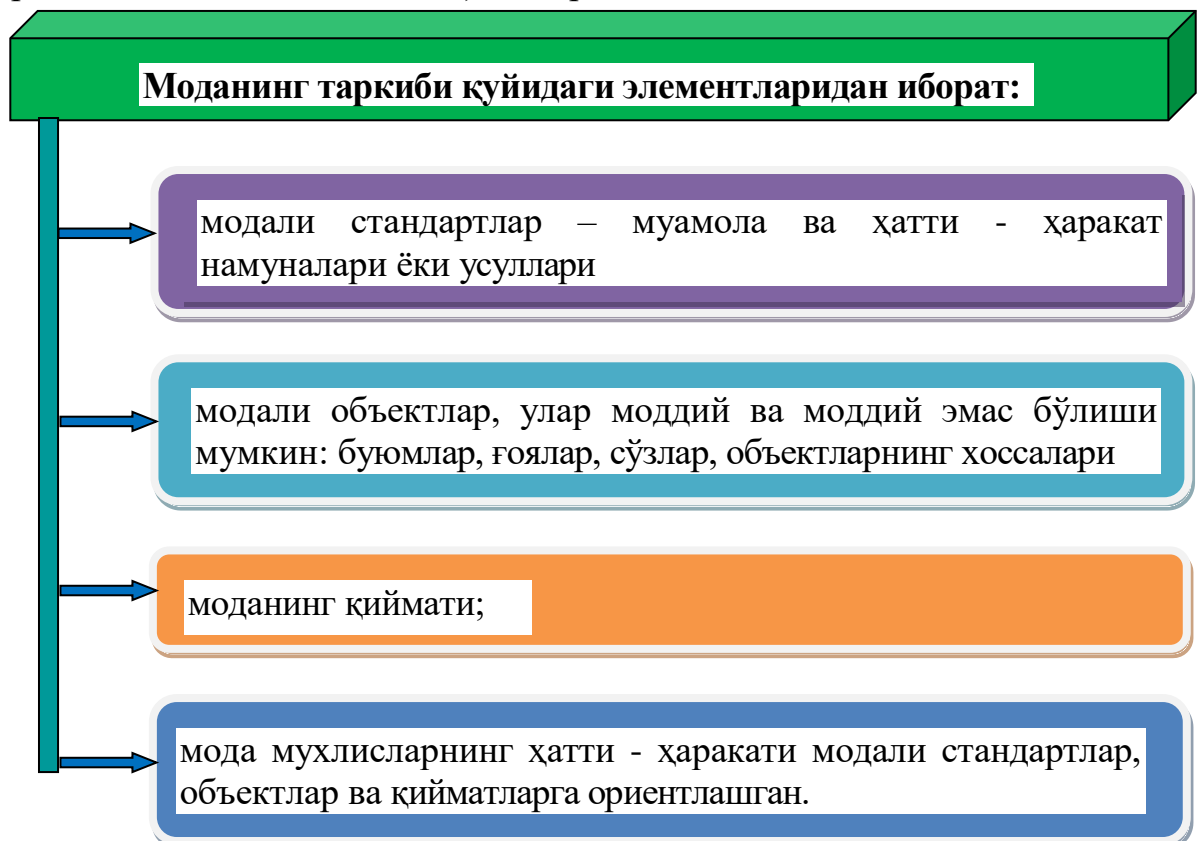 Моданинг таркиби қуйидаги элементларидан иборат:
модали стандартлар – муамола ва ҳатти - ҳаракат
намуналари ёки усуллари
модали объектлар, улар моддий ва моддий эмас бўлиши
мумкин: буюмлар, ғоялар, сўзлар, объектларнинг хоссалари
моданинг қиймати;
мода мухлисларнинг ҳатти - ҳаракати модали стандартлар,
объектлар ва қийматларга ориентлашган.